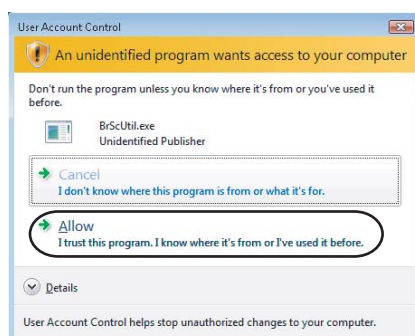 User Account Control
An unidentified program wants access to your computer
Don't run the program unless you know where it's from or you've used it
before.
BrScUtil.exe
Unidentified Publisher
Cancel
I don't know where this program is from or what it's for.
Allow
I trust this program. I know where it's from or I've used it before.
Details
User Account Control helps stop unauthorized changes to your computer.